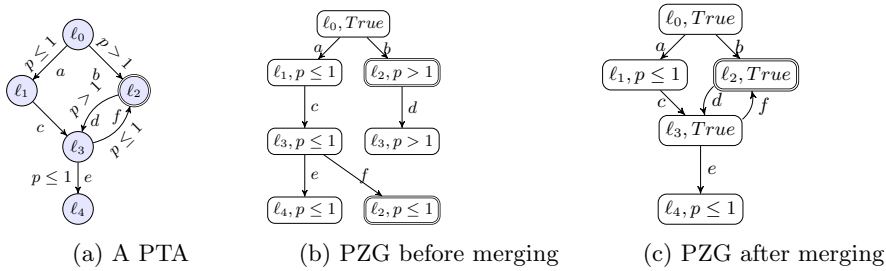 ℓ0
p ≤ 1
p > 1
a
b
ℓ1
ℓ2
p > 1
c
d
f
p ≤ 1
ℓ3
p ≤ 1
e
ℓ4
(a) A PTA
ℓ0, True
a
b
ℓ1, p ≤ 1
ℓ2, p > 1
c
d
ℓ3, p ≤ 1
ℓ3, p > 1
e
f
ℓ4, p ≤ 1
ℓ2, p ≤ 1
(b) PZG before merging
ℓ0, True
a
b
ℓ1, p ≤ 1
ℓ2, True
c
d
f
ℓ3, True
e
ℓ4, p ≤ 1
(c) PZG after merging